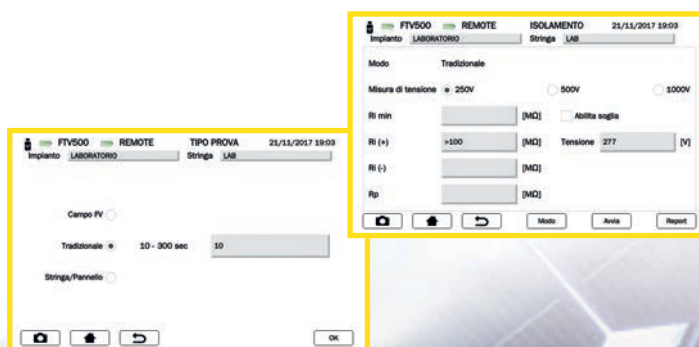 FTV500 REMOTE ISOLAMENTO 21/11/2017 19:03
Impianto LABORATORIO Stringa LAB
Modo Tradizionale
Misura di tensione 250V 500V 1000V
Ri min [MΩ] Abilita soglia
Ri (+) >100 [MΩ] Tensione 277 [V]
Ri (-) [MΩ]
Rp [MΩ]
Modo Avvia Report
FTV500 REMOTE TIPO PROVA 21/11/2017 19:03
Impianto LABORATORIO Stringa LAB
Campo FV
Tradizionale 10 - 300 sec 10
Stringa/Pannello
OK